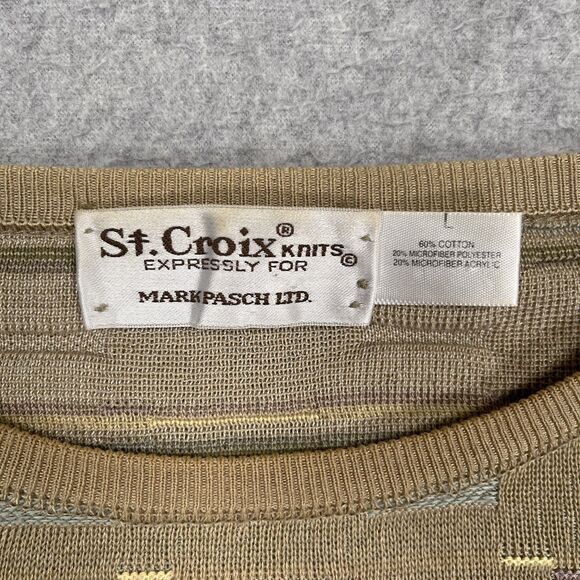 St. Croix® KNITS©
EXPRESSLY FOR
MARKPASCH LTD.
L
60% COTTON
20% MICROFIBER POLYESTER
20% MICROFIBER ACRYLIC